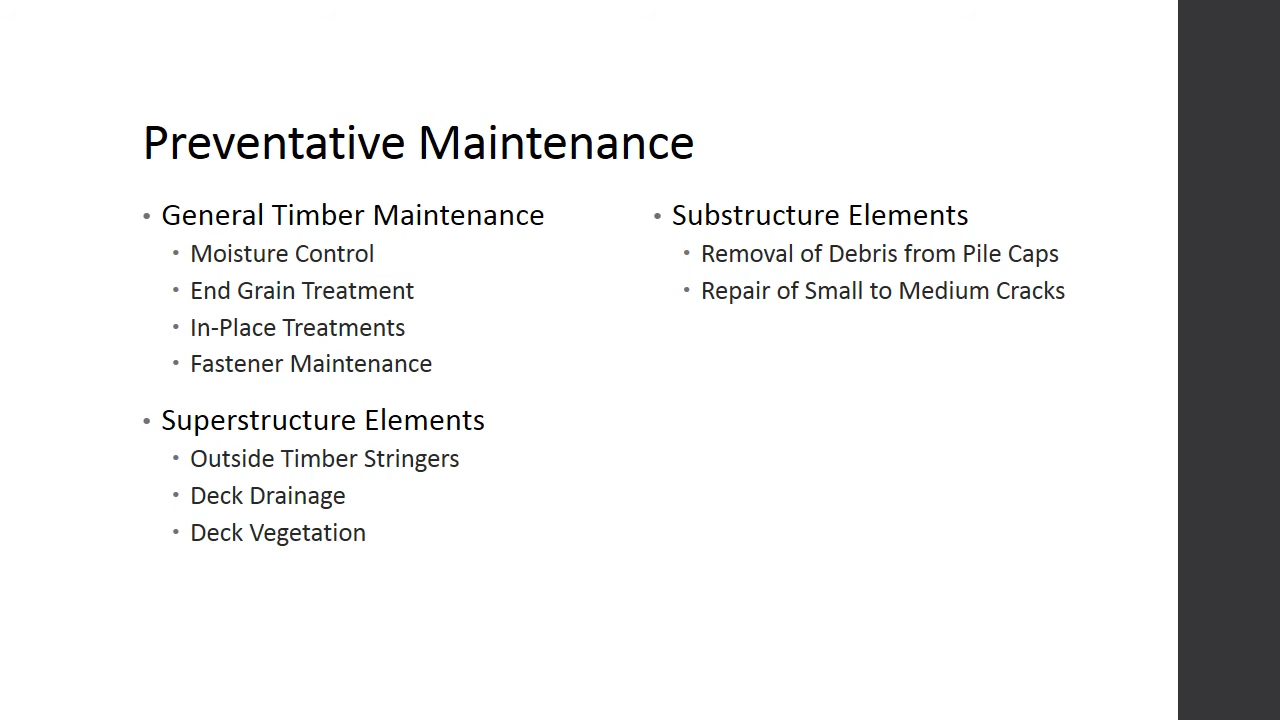 Preventative Maintenance
• General Timber Maintenance
• Moisture Control
• End Grain Treatment
• In-Place Treatments
• Fastener Maintenance
• Superstructure Elements
• Outside Timber Stringers
• Deck Drainage
• Deck Vegetation
• Substructure Elements
• Removal of Debris from Pile Caps
• Repair of Small to Medium Cracks